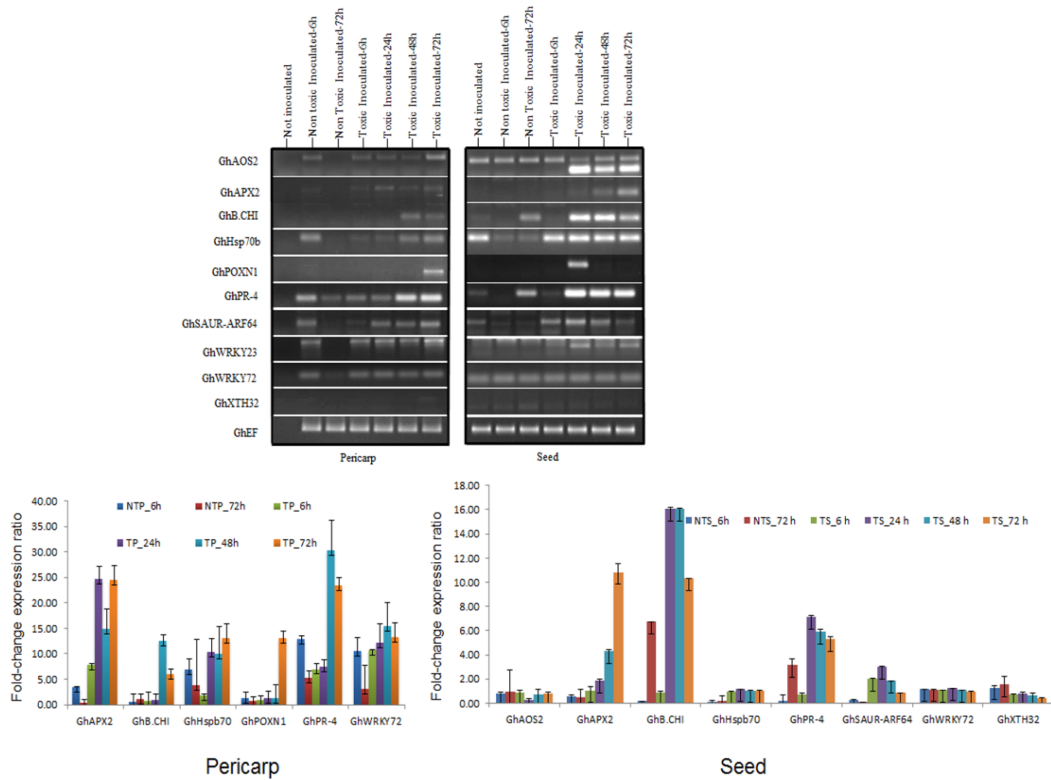 Not inoculated
Non toxic Inoculated-6h
Non Toxic Inoculated-72h
Toxic Inoculated-6h
Toxic Inoculated-24h
Toxic Inoculated-48h
Toxic Inoculated-72h
Not inoculated
Non toxic Inoculated-6h
Non Toxic Inoculated-72h
Toxic Inoculated-6h
Toxic Inoculated-24h
Toxic Inoculated-48h
Toxic Inoculated-72h
GhAOS2
GhAPX2
GhB.CHI
GhHsp70b
GhPOXN1
GhPR-4
GhSAUR-ARF64
GhWRKY23
GhWRKY72
GhXTH32
GhEF
Pericarp
Seed
Fold-change expression ratio
40.00
35.00
30.00
25.00
20.00
15.00
10.00
5.00
0.00
NTP_6h NTP_72h TP_6h
TP_24h TP_48h TP_72h
GhAPX2 GhB.CHI GhHspb70 GhPOXN1 GhPR-4 GhWRKY72
Pericarp
Fold-change expression ratio
18.00
16.00
14.00
12.00
10.00
8.00
6.00
4.00
2.00
0.00
NTS_6h NTS_72 h TS_6 h TS_24 h TS_48 h TS_72 h
GhAOS2 GhAPX2 GhB.CHI GhHspb70 GhPR-4 GhSAUR-ARF64 GhWRKY72 GhXTH32
Seed